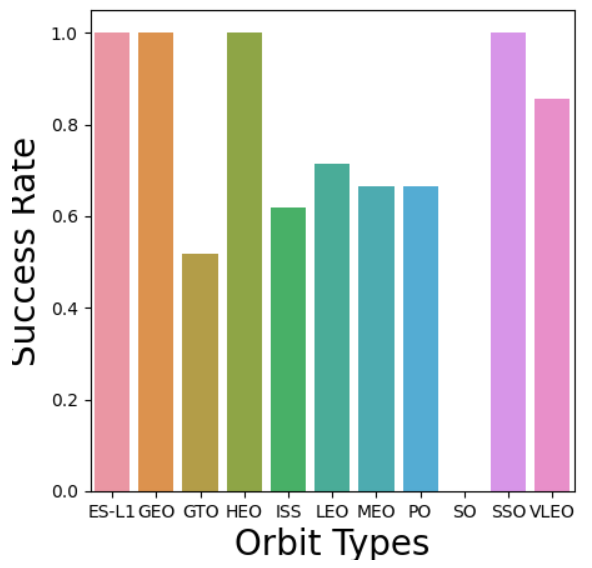 1.0
0.8
0.6
0.4
0.2
0.0
Success Rate
ES-L1 GEO GTO HEO ISS LEO MEO PO SO SSO VLEO
Orbit Types